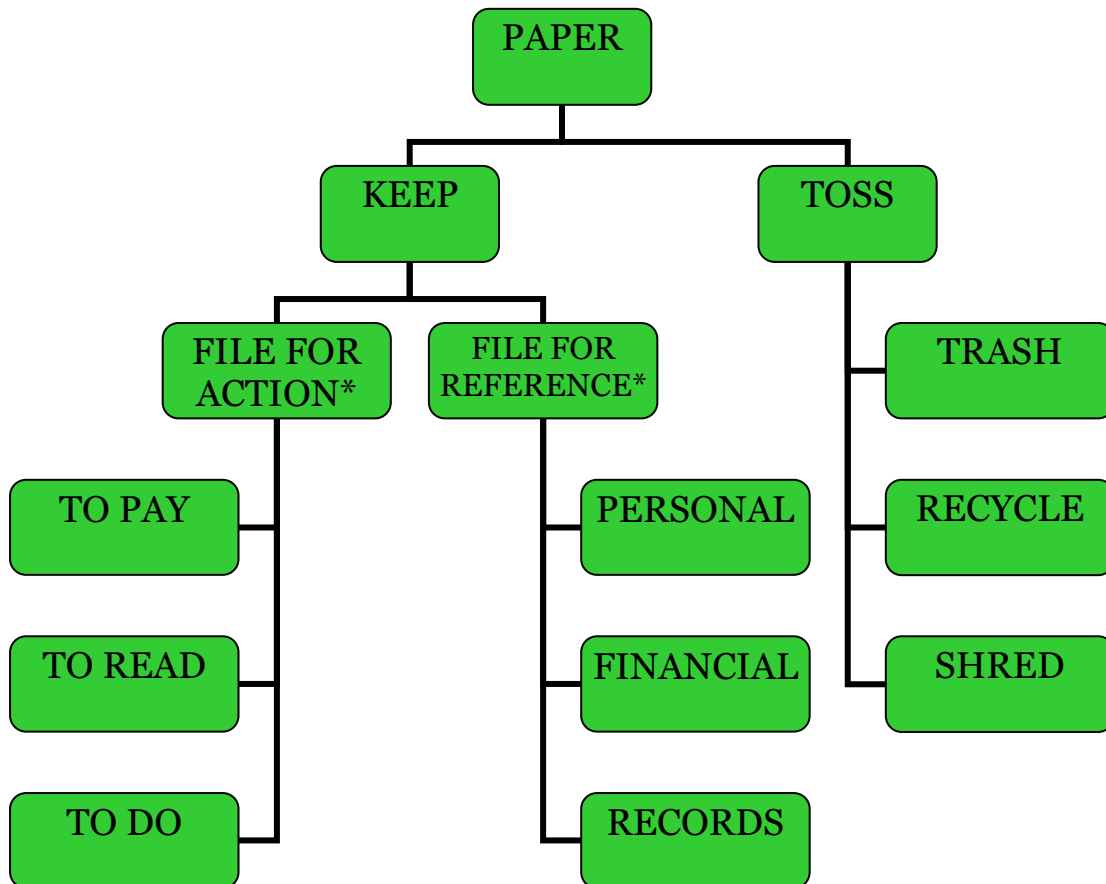 PAPER
KEEP
TOSS
FILE FOR
ACTION*
FILE FOR
REFERENCE*
TRASH
TO PAY
PERSONAL
RECYCLE
TO READ
FINANCIAL
SHRED
TO DO
RECORDS